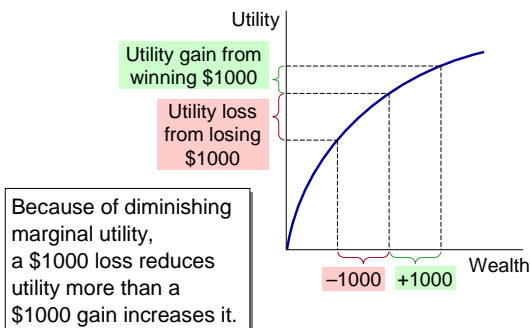 Utility
Utility gain from
winning $1000
Utility loss
from losing
$1000
Because of diminishing
marginal utility,
a $1000 loss reduces
utility more than a
$1000 gain increases it.
Wealth
–1000
+1000